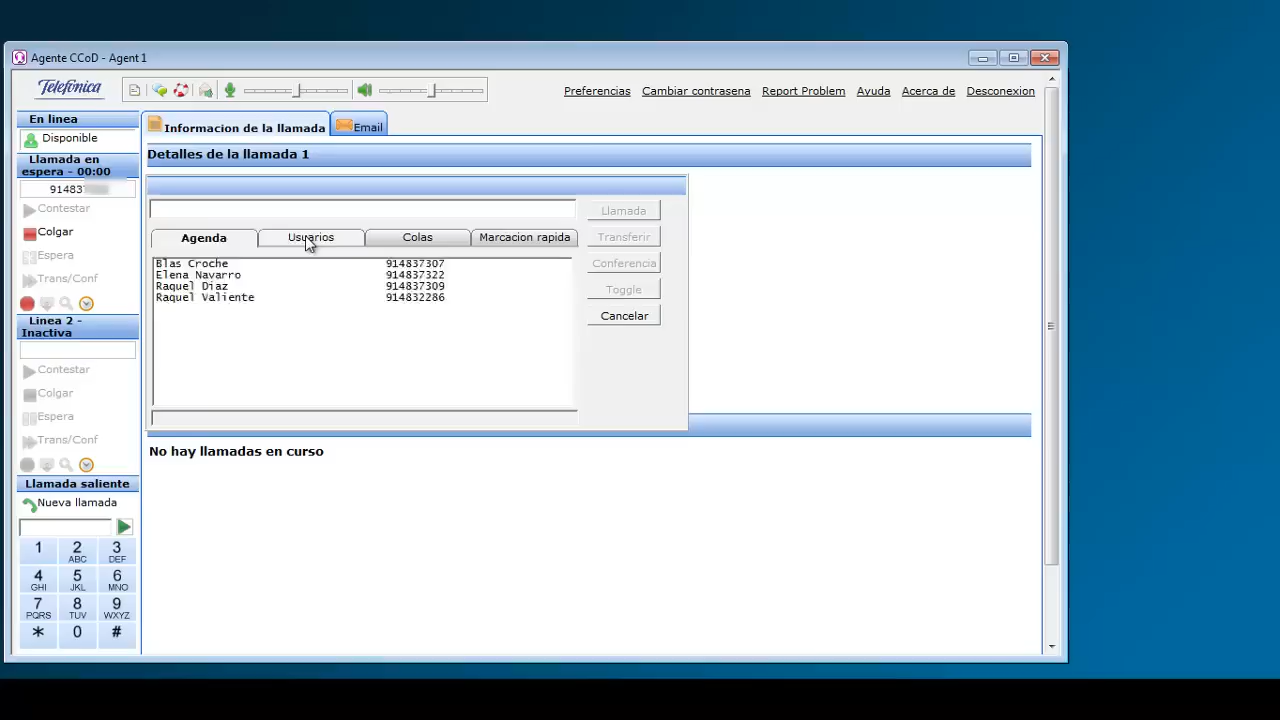 Agente CCoD - Agent 1
Telefónica
Preferencias Cambiar contrasena Report Problem Ayuda Acerca de Desconexion
En linea
Disponible
Llamada en
espera - 00:00
91483
Contestar
Colgar
Espera
Trans/Conf
Linea 2 -
Inactiva
Contestar
Colgar
Espera
Trans/Conf
Llamada saliente
Nueva llamada
1 2 ABC 3 DEF
4 GHI 5 JKL 6 MNO
7 PQRS 8 TUV 9 WXYZ
* 0 #
Informacion de la llamada Email
Detalles de la llamada 1
Agenda Usuarios Colas Marcacion rapida
Blas Croche 914837307
Elena Navarro 914837322
Raquel Diaz 914837309
Raquel Valiente 914832286
Llamada
Transferir
Conferencia
Toggle
Cancelar
No hay llamadas en curso